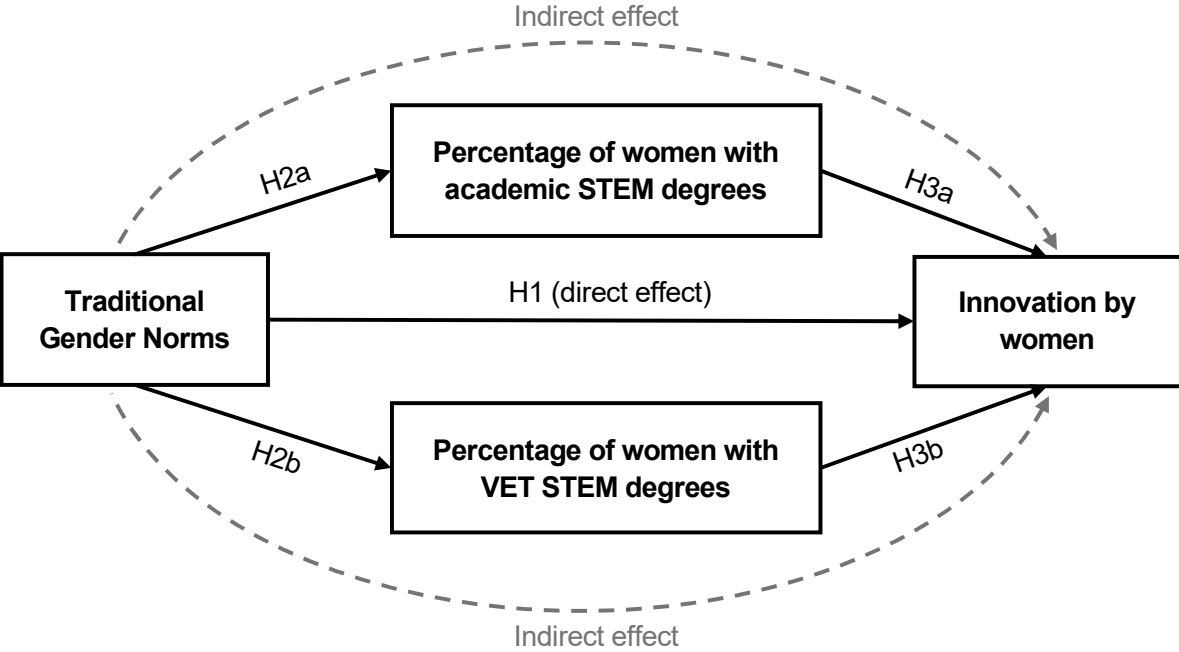 Indirect effect
Percentage of women with
academic STEM degrees
H2a
H3a
Traditional
Gender Norms
H1 (direct effect)
Innovation by
women
H2b
Percentage of women with
VET STEM degrees
H3b
Indirect effect